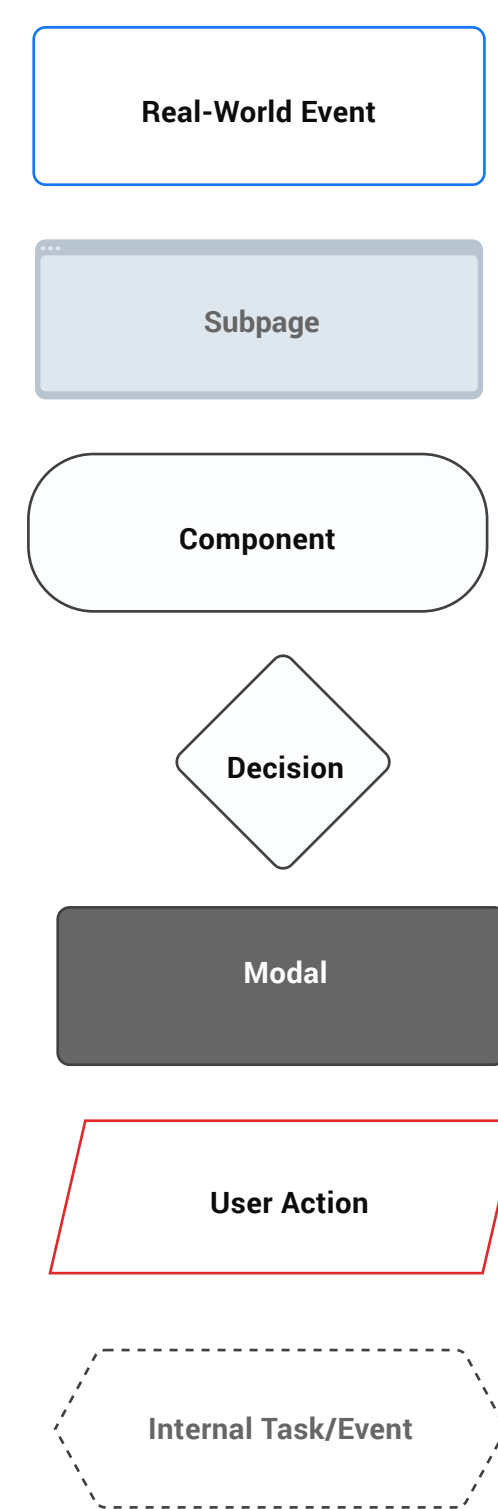 Real-World Event
Subpage
Component
Decision
Modal
User Action
Internal Task/Event